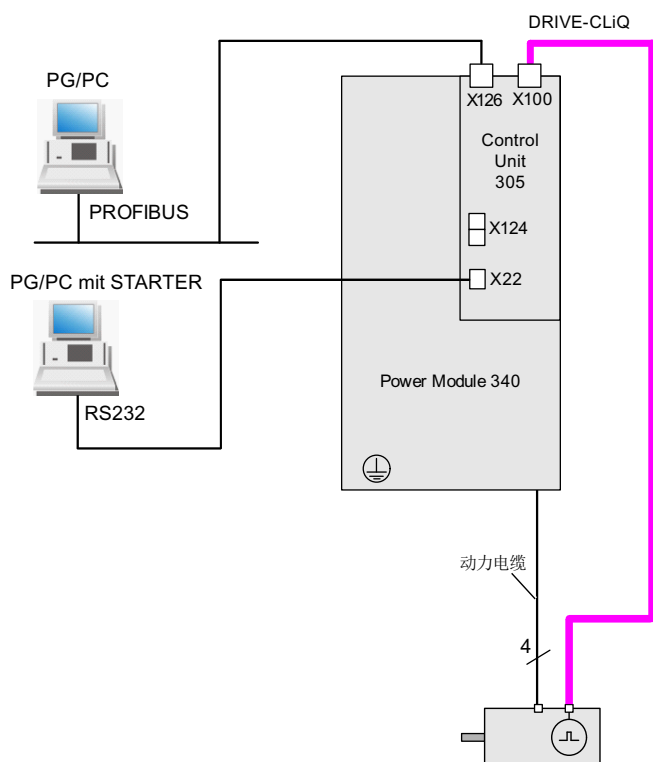 DRIVE-CLiQ
PG/PC
X126 X100
Control
Unit
305
PROFIBUS
X124
PG/PC mit STARTER
X22
Power Module 340
RS232
动力电缆
4